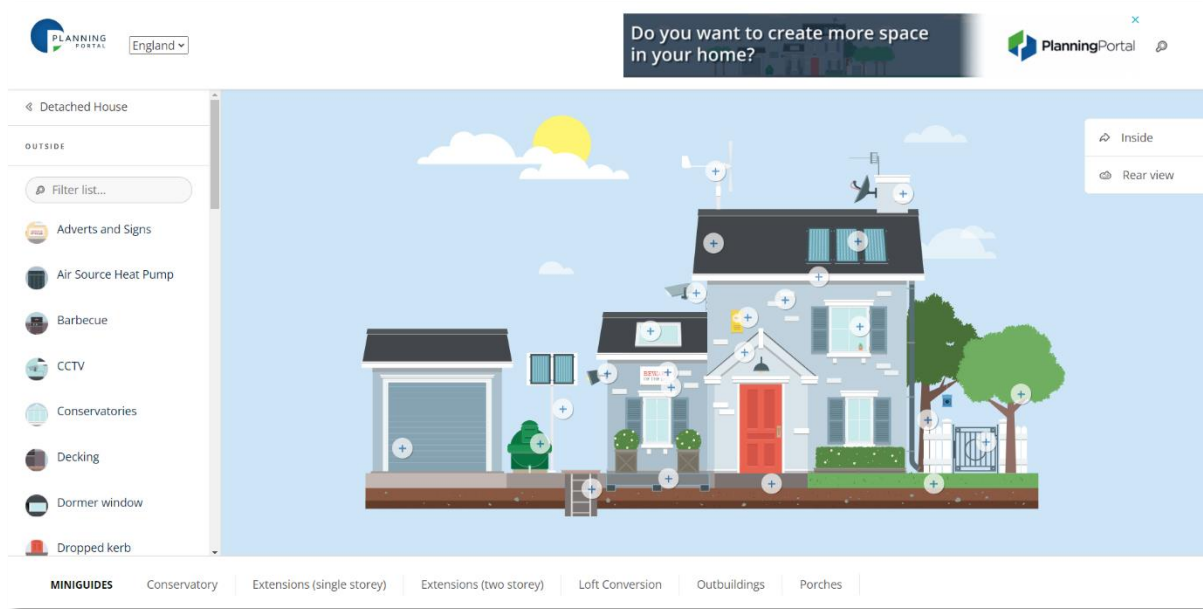 PLANNING
PORTAL
England
Do you want to create more space
in your home?
PlanningPortal
Detached House
OUTSIDE
Filter list...
Adverts and Signs
Air Source Heat Pump
Barbecue
CCTV
Conservatories
Decking
Dormer window
Dropped kerb
Inside
Rear view
MINIGUIDES
Conservatory
Extensions (single storey)
Extensions (two storey)
Loft Conversion
Outbuildings
Porches